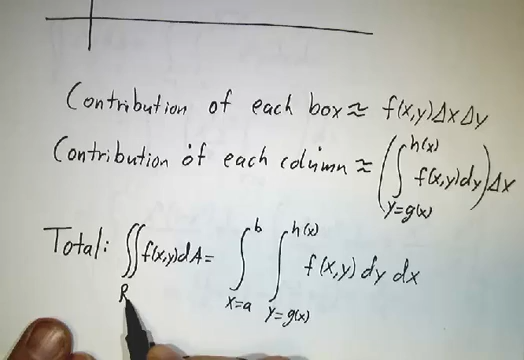 Contribution of each box ≈ f(x,y)ΔxΔy
Contribution of each column ≈ (∫_{y=g(x)}^{h(x)} f(x,y)dy)Δx
Total: ∬_R f(x,y)dA = ∫_{x=a}^{b} ∫_{y=g(x)}^{h(x)} f(x,y) dy dx